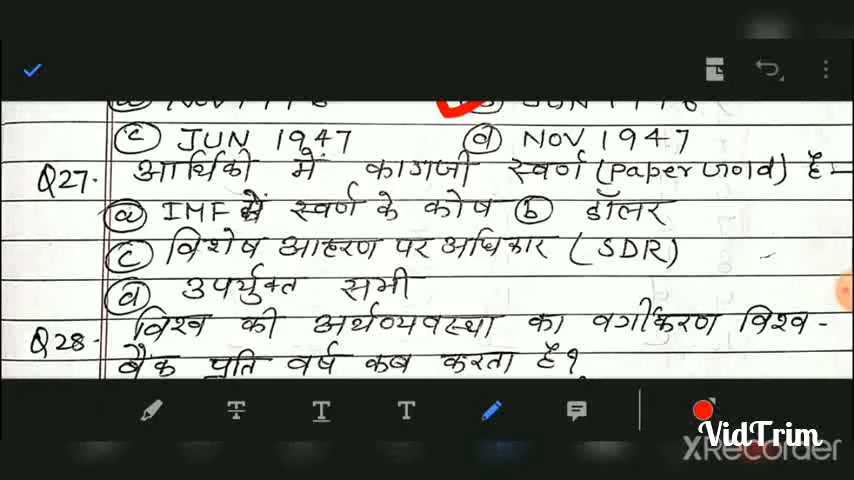 ⓒ JUN 1947 ⓓ NOV 1947
Q27. आर्थिकी में कागजी स्वर्ण (Paper गोल्ड) है-
ⓐ IMF में स्वर्ण के कोष ⓑ डॉलर
ⓒ विशेष आहरण पर अधिकार (SDR)
ⓓ उपर्युक्त सभी
Q28. विश्व की अर्थव्यवस्था का वर्गीकरण विश्व-
बैंक प्रति वर्ष कब करता है?
T T T
VidTrim
XRecorder